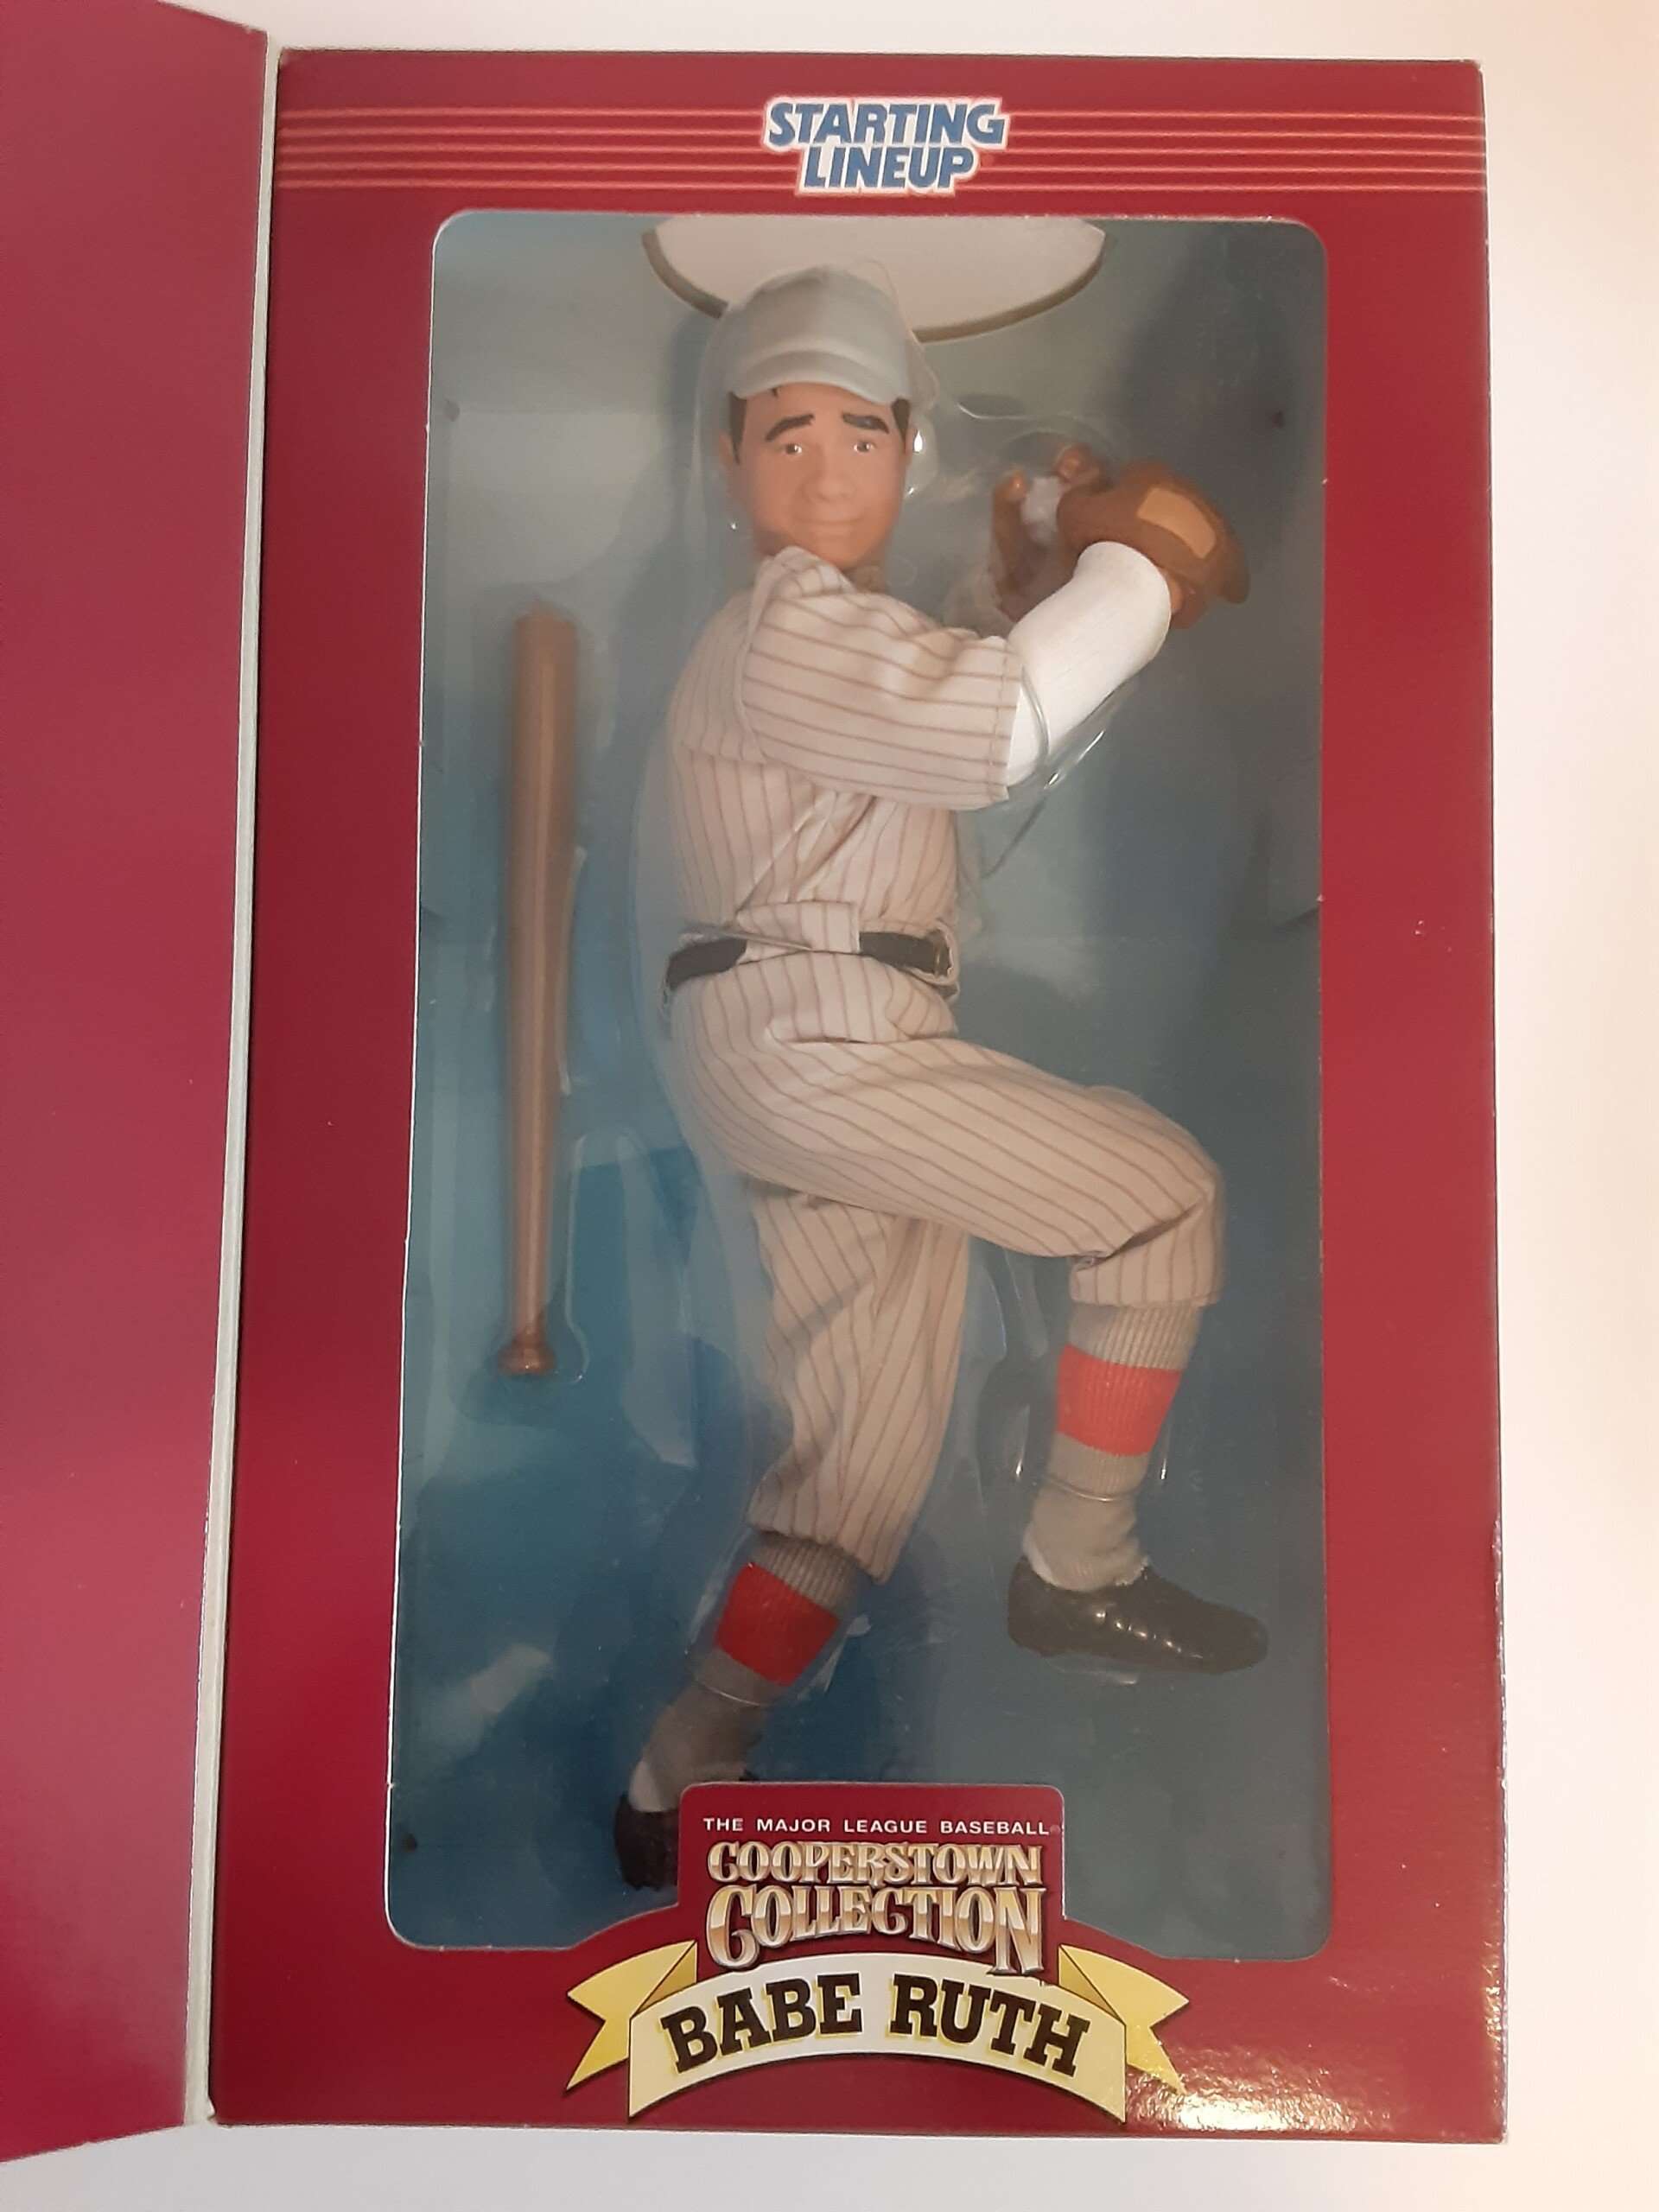 STARTING
LINEUP
THE MAJOR LEAGUE BASEBALL
COOPERSTOWN
COLLECTION
BABE RUTH